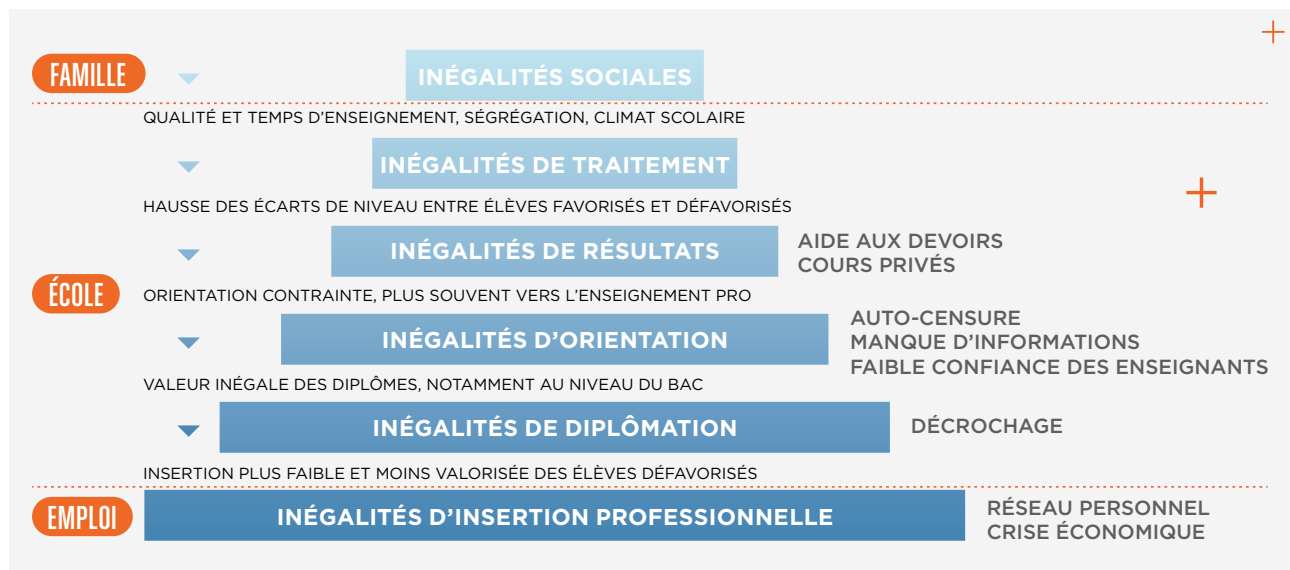 FAMILLE
INÉGALITÉS SOCIALES
QUALITÉ ET TEMPS D'ENSEIGNEMENT, SÉGRÉGATION, CLIMAT SCOLAIRE
INÉGALITÉS DE TRAITEMENT
HAUSSE DES ÉCARTS DE NIVEAU ENTRE ÉLÈVES FAVORISÉS ET DÉFAVORISÉS
INÉGALITÉS DE RÉSULTATS
AIDE AUX DEVOIRS
COURS PRIVÉS
ÉCOLE
ORIENTATION CONTRAINTE, PLUS SOUVENT VERS L'ENSEIGNEMENT PRO
INÉGALITÉS D'ORIENTATION
AUTO-CENSURE
MANQUE D'INFORMATIONS
FAIBLE CONFIANCE DES ENSEIGNANTS
VALEUR INÉGALE DES DIPLÔMES, NOTAMMENT AU NIVEAU DU BAC
INÉGALITÉS DE DIPLÔMATION
DÉCROCHAGE
INSERTION PLUS FAIBLE ET MOINS VALORISÉE DES ÉLÈVES DÉFAVORISÉS
EMPLOI
INÉGALITÉS D'INSERTION PROFESSIONNELLE
RÉSEAU PERSONNEL
CRISE ÉCONOMIQUE